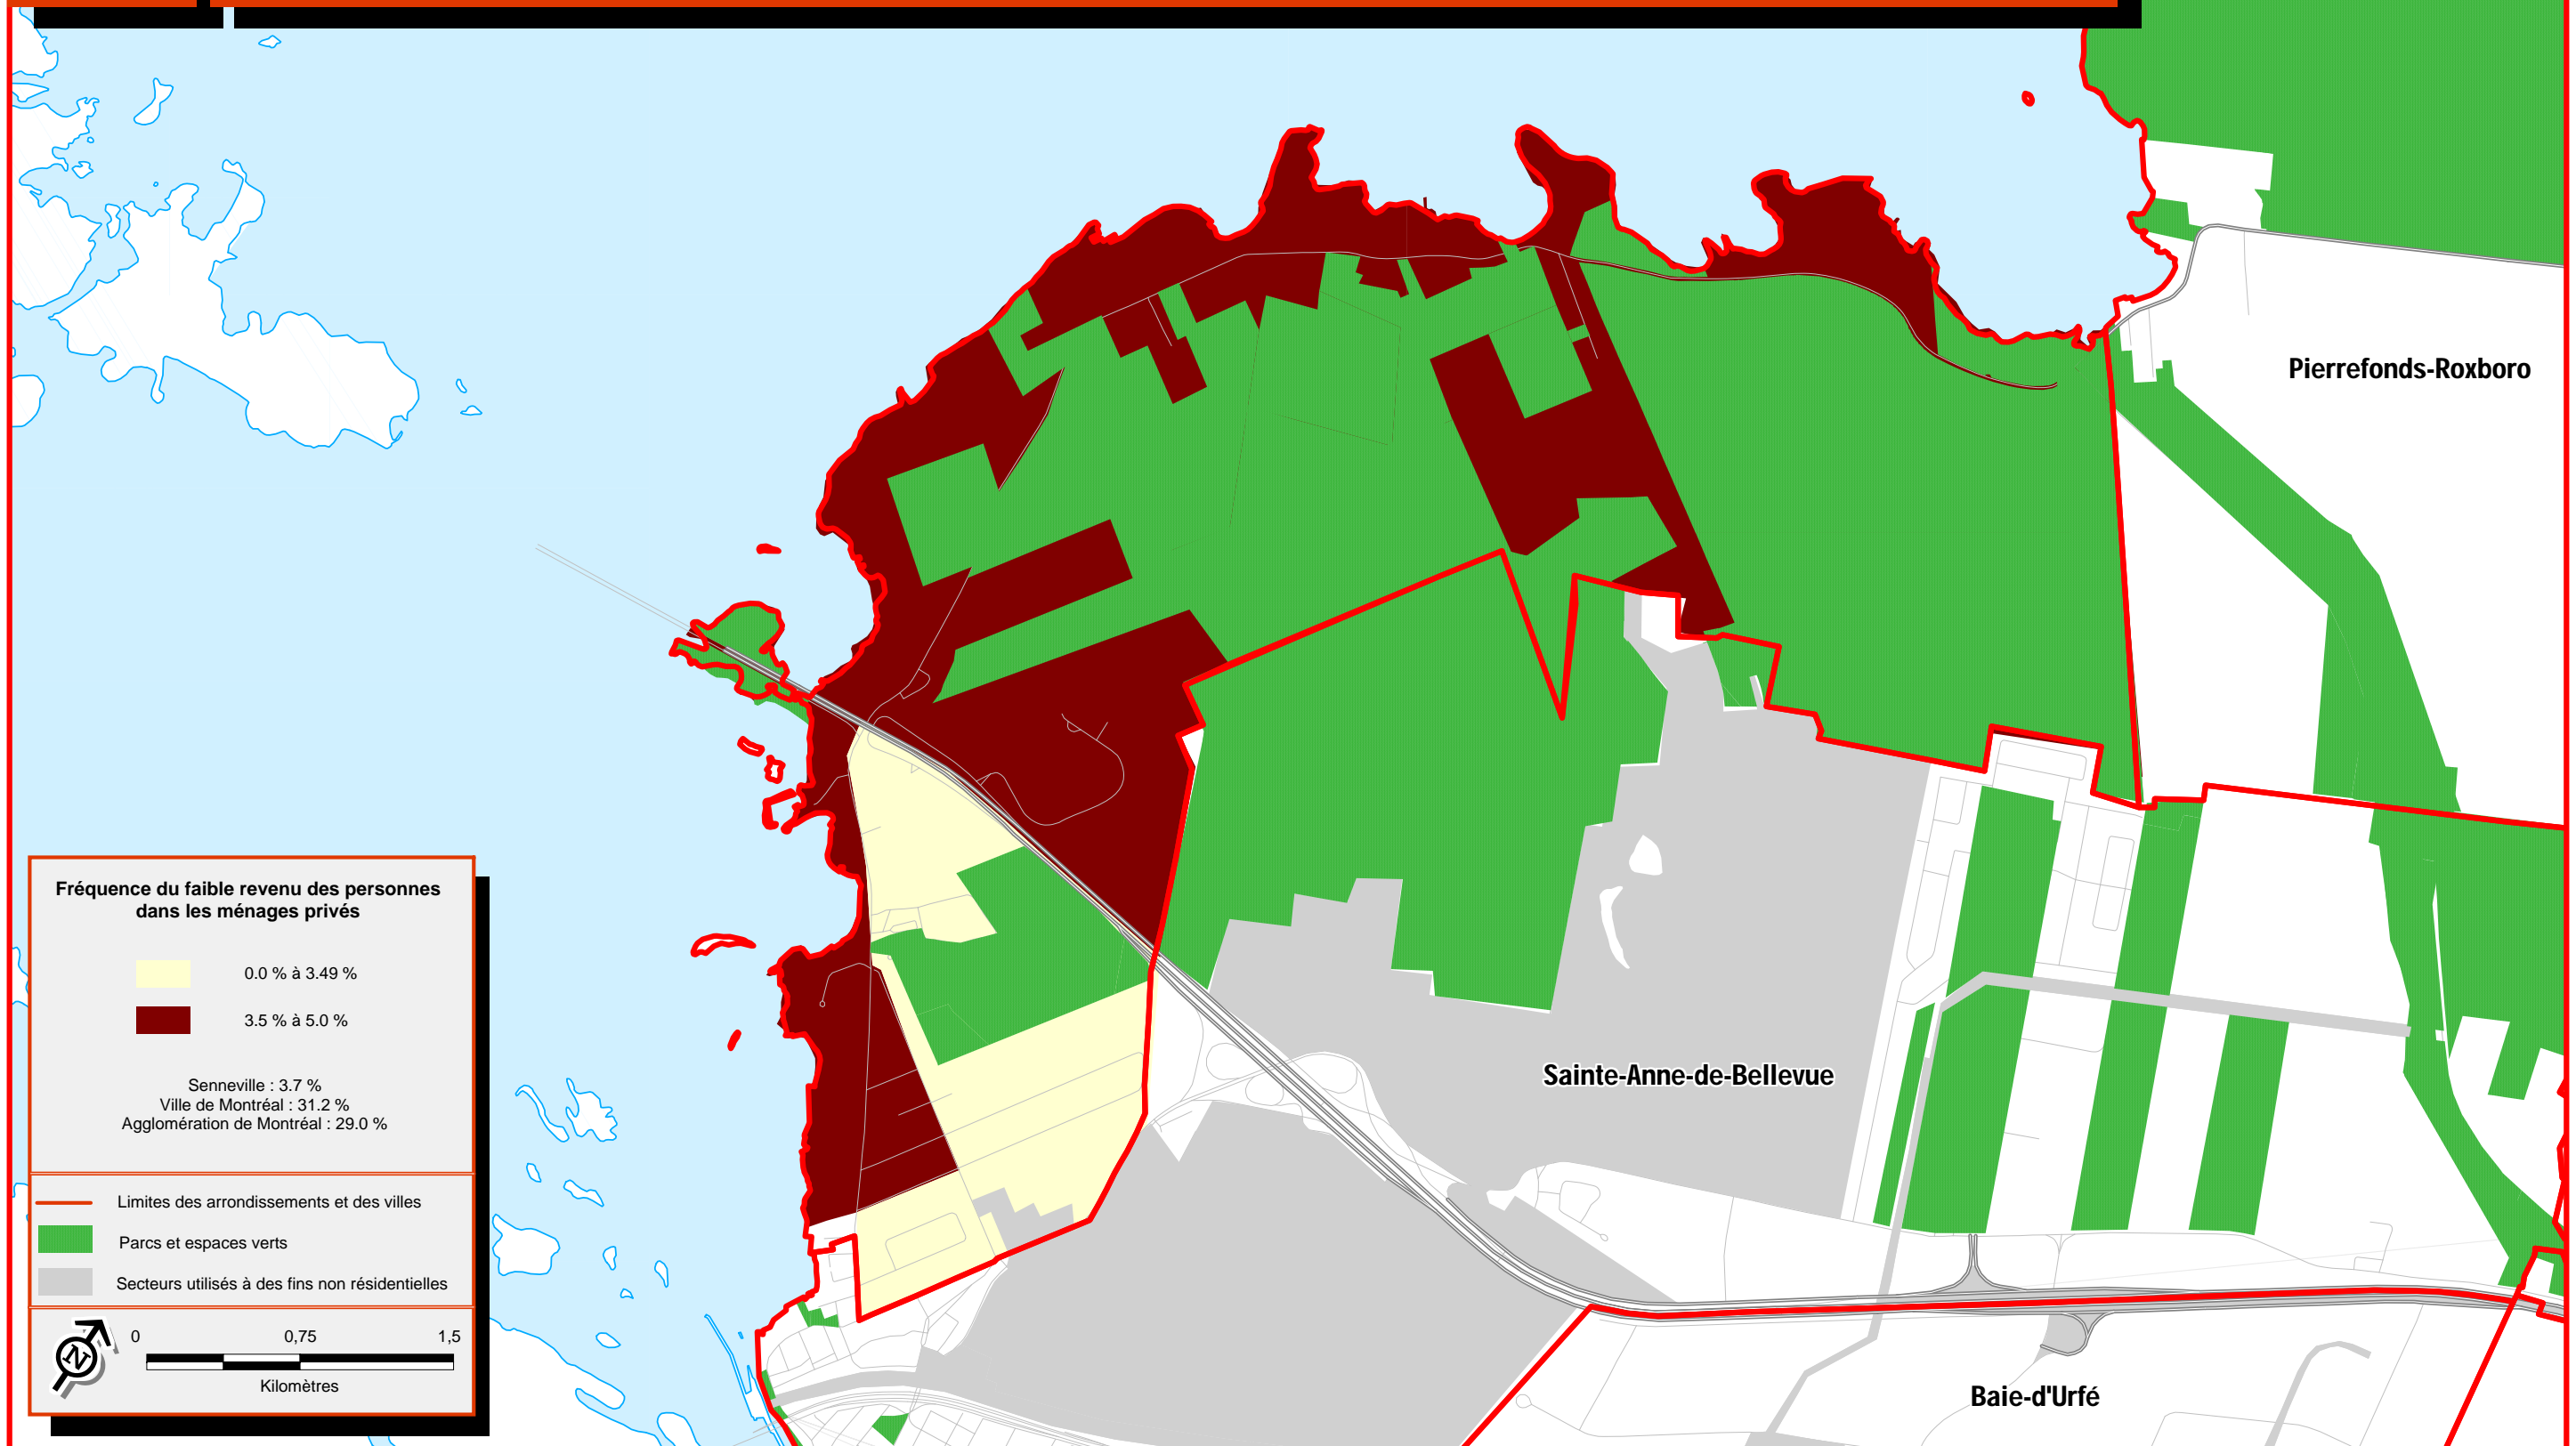 Pierrefonds-Roxboro
Sainte-Anne-de-Bellevue
Baie-d'Urfé
Fréquence du faible revenu des personnes
dans les ménages privés
0.0 % à 3.49 %
3.5 % à 5.0 %
Senneville : 3.7 %
Ville de Montréal : 31.2 %
Agglomération de Montréal : 29.0 %
Limites des arrondissements et des villes
Parcs et espaces verts
Secteurs utilisés à des fins non résidentielles
N
0 0,75 1,5
Kilomètres